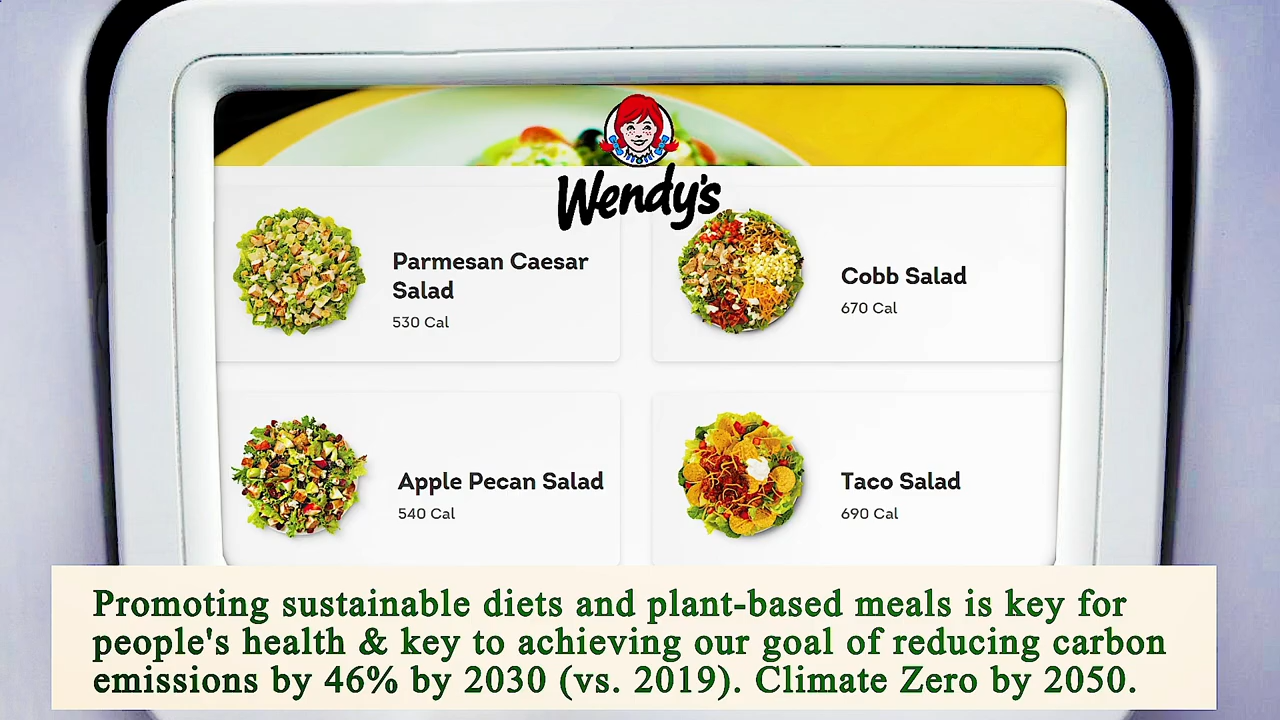 Wendy's
Parmesan Caesar
Salad
530 Cal
Cobb Salad
670 Cal
Apple Pecan Salad
540 Cal
Taco Salad
690 Cal
Promoting sustainable diets and plant-based meals is key for
people's health & key to achieving our goal of reducing carbon
emissions by 46% by 2030 (vs. 2019). Climate Zero by 2050.